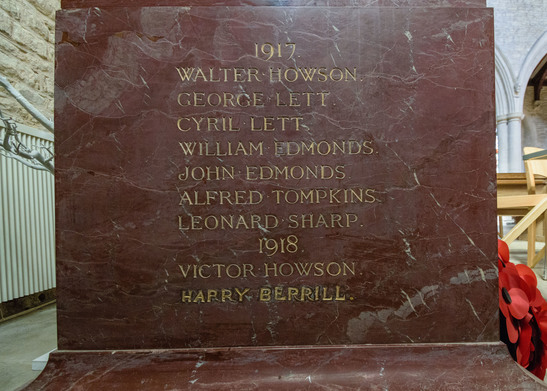 1917.
WALTER HOWSON.
GEORGE LETT.
CYRIL LETT
WILLIAM EDMONDS.
JOHN EDMONDS
ALFRED TOMPKINS.
LEONARD SHARP.
1918.
VICTOR HOWSON.
HARRY BERRILL.